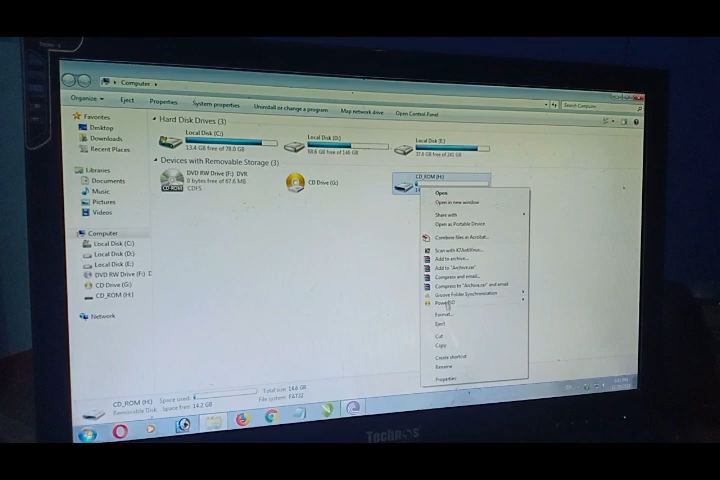 Computer
Search Computer
Organize
Eject
Properties
System properties
Uninstall or change a program
Map network drive
Open Control Panel
Favorites
Desktop
Downloads
Recent Places
Libraries
Documents
Music
Pictures
Videos
Computer
Local Disk (C:)
Local Disk (D:)
Local Disk (E:)
DVD RW Drive (F:) D
CD Drive (G:)
CD_ROM (H:)
Network
Hard Disk Drives (3)
Local Disk (C:)
13.4 GB free of 78.0 GB
Local Disk (D:)
68.6 GB free of 146 GB
Local Disk (E:)
37.8 GB free of 241 GB
Devices with Removable Storage (3)
DVD RW Drive (F:) DVR
0 bytes free of 67.6 MB
CDFS
CD-ROM
CD Drive (G:)
CD_ROM (H:)
Open
Open in new window
Share with
Open as Portable Device
Combine files in Acrobat...
Scan with
Add to archive...
Add to "Archive.rar"
Compress and email...
Compress to "Archive.rar" and email
Groove Folder Synchronization
Format...
Eject
Cut
Copy
Create shortcut
Rename
Properties
CD_ROM (H:) Space used: Total size: 14.6 GB
Removable Disk Space free: 14.2 GB File system: FAT32
Technos